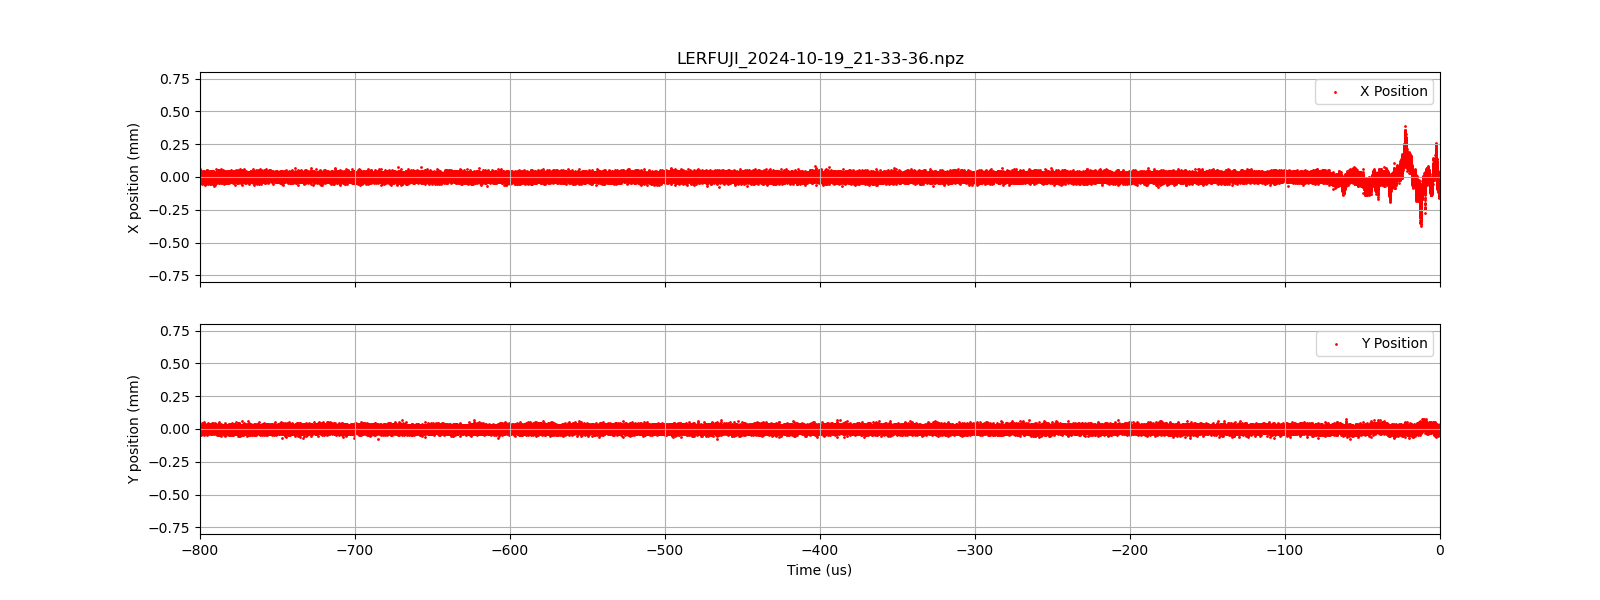 LERFUJI_2024-10-19_21-33-36.npz
0.75
0.50
0.25
0.00
−0.25
−0.50
−0.75
X position (mm)
X Position
0.75
0.50
0.25
0.00
−0.25
−0.50
−0.75
Y position (mm)
Y Position
−800 −700 −600 −500 −400 −300 −200 −100 0
Time (us)